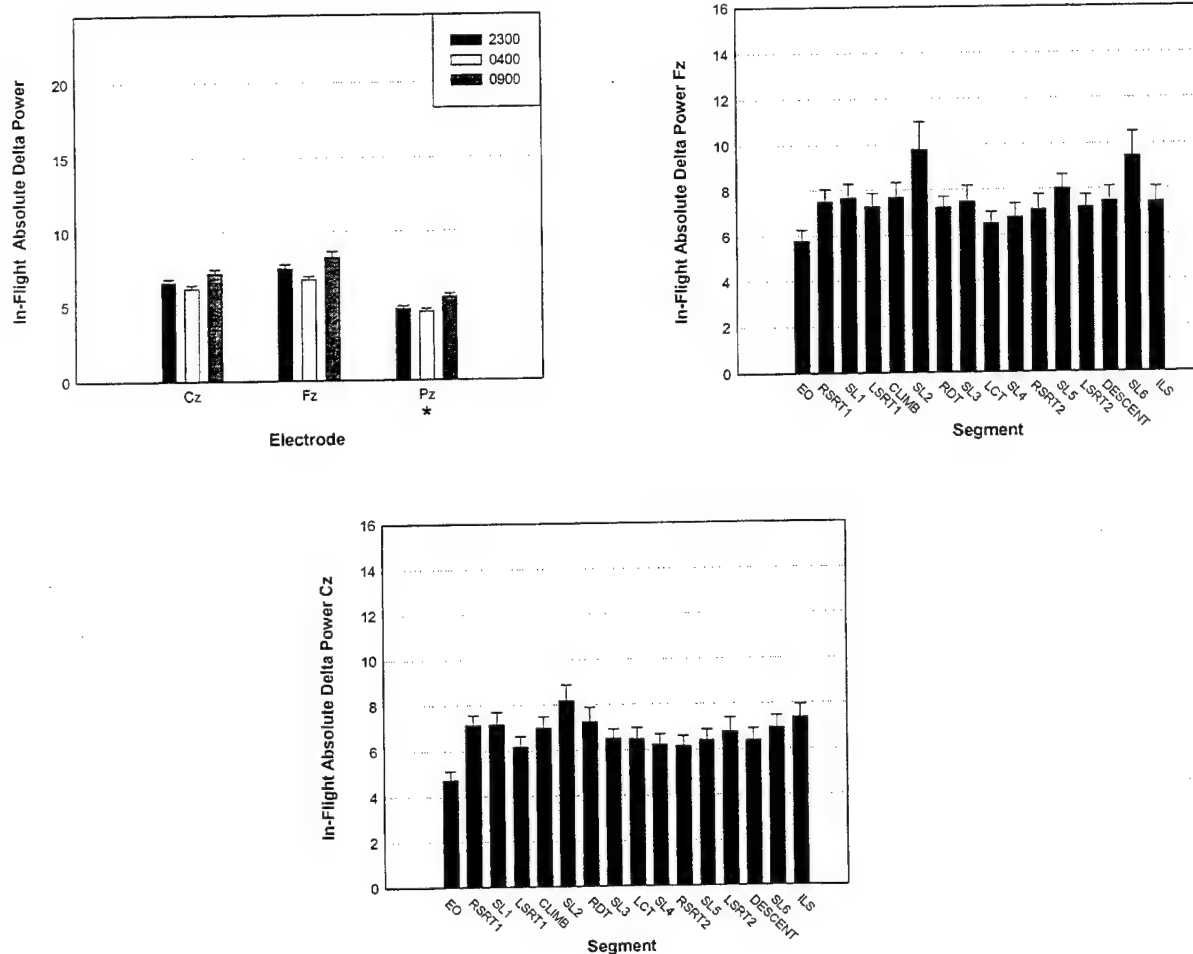 In-Flight Absolute Delta Power
20
15
10
5
0
2300
0400
0900
Cz
Fz
Pz
*
Electrode
In-Flight Absolute Delta Power Fz
16
14
12
10
8
6
4
2
0
EO
RSRT1
SL1
LSRT1
CLIMB
SL2
RDT
SL3
LCT
SL4
RSRT2
SL5
LSRT2
DESCENT
SL6
ILS
Segment
In-Flight Absolute Delta Power Cz
16
14
12
10
8
6
4
2
0
EO
RSRT1
SL1
LSRT1
CLIMB
SL2
RDT
SL3
LCT
SL4
RSRT2
SL5
LSRT2
DESCENT
SL6
ILS
Segment